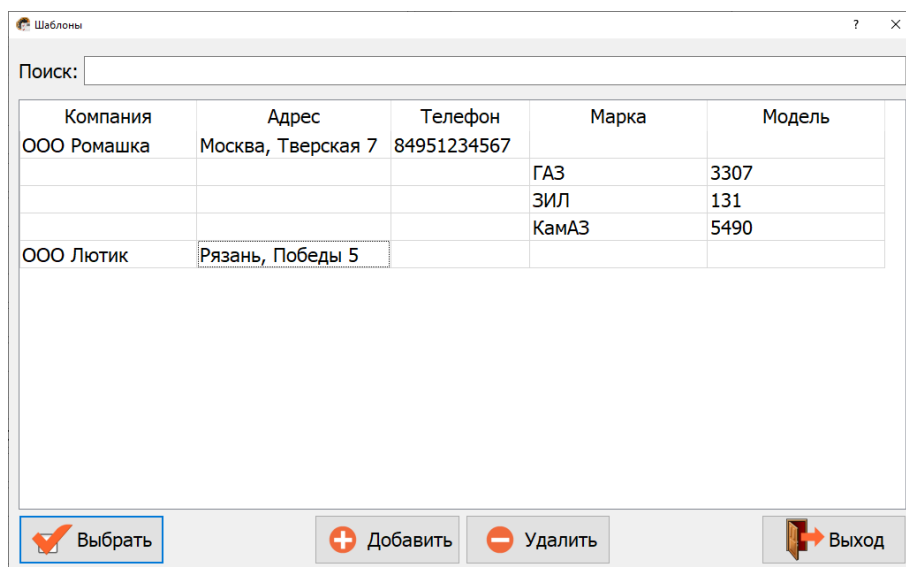 Шаблоны
?
Поиск:
Компания Адрес Телефон Марка Модель
ООО Ромашка Москва, Тверская 7 84951234567
ГАЗ 3307
ЗИЛ 131
КамАЗ 5490
ООО Лютик Рязань, Победы 5
Выбрать Добавить Удалить Выход